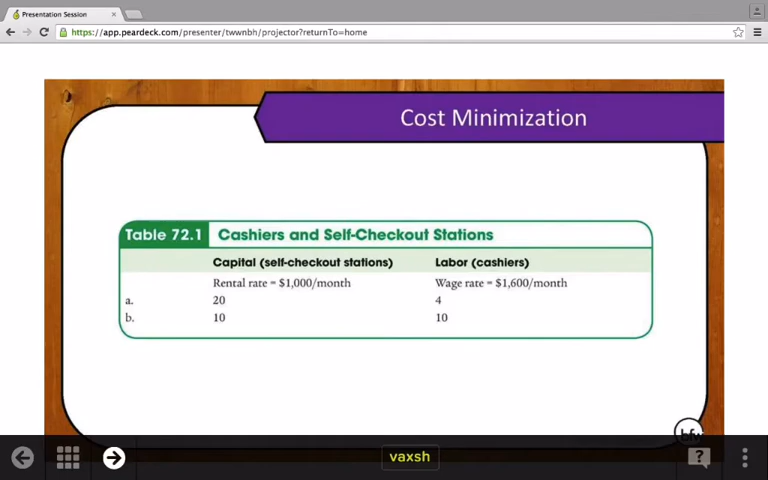 Presentation Session
https://app.peardeck.com/presenter/twwnbh/projector?returnTo=home
Cost Minimization
Table 72.1 Cashiers and Self-Checkout Stations
Capital (self-checkout stations) Labor (cashiers)
Rental rate = $1,000/month Wage rate = $1,600/month
a. 20 4
b. 10 10
bfw
vaxsh